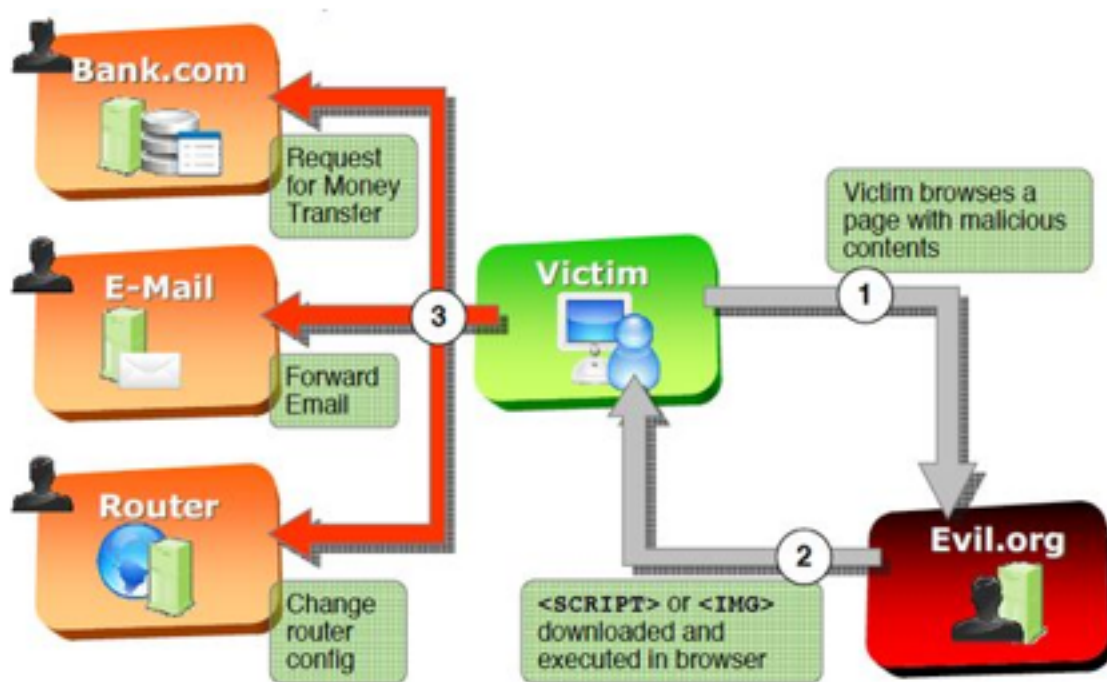 Bank.com
Request
for Money
Transfer
Victim browses a
page with malicious
contents
E-Mail
Victim
1
3
Forward
Email
Router
Evil.org
2
Change
router
config
<SCRIPT> or <IMG>
downloaded and
executed in browser